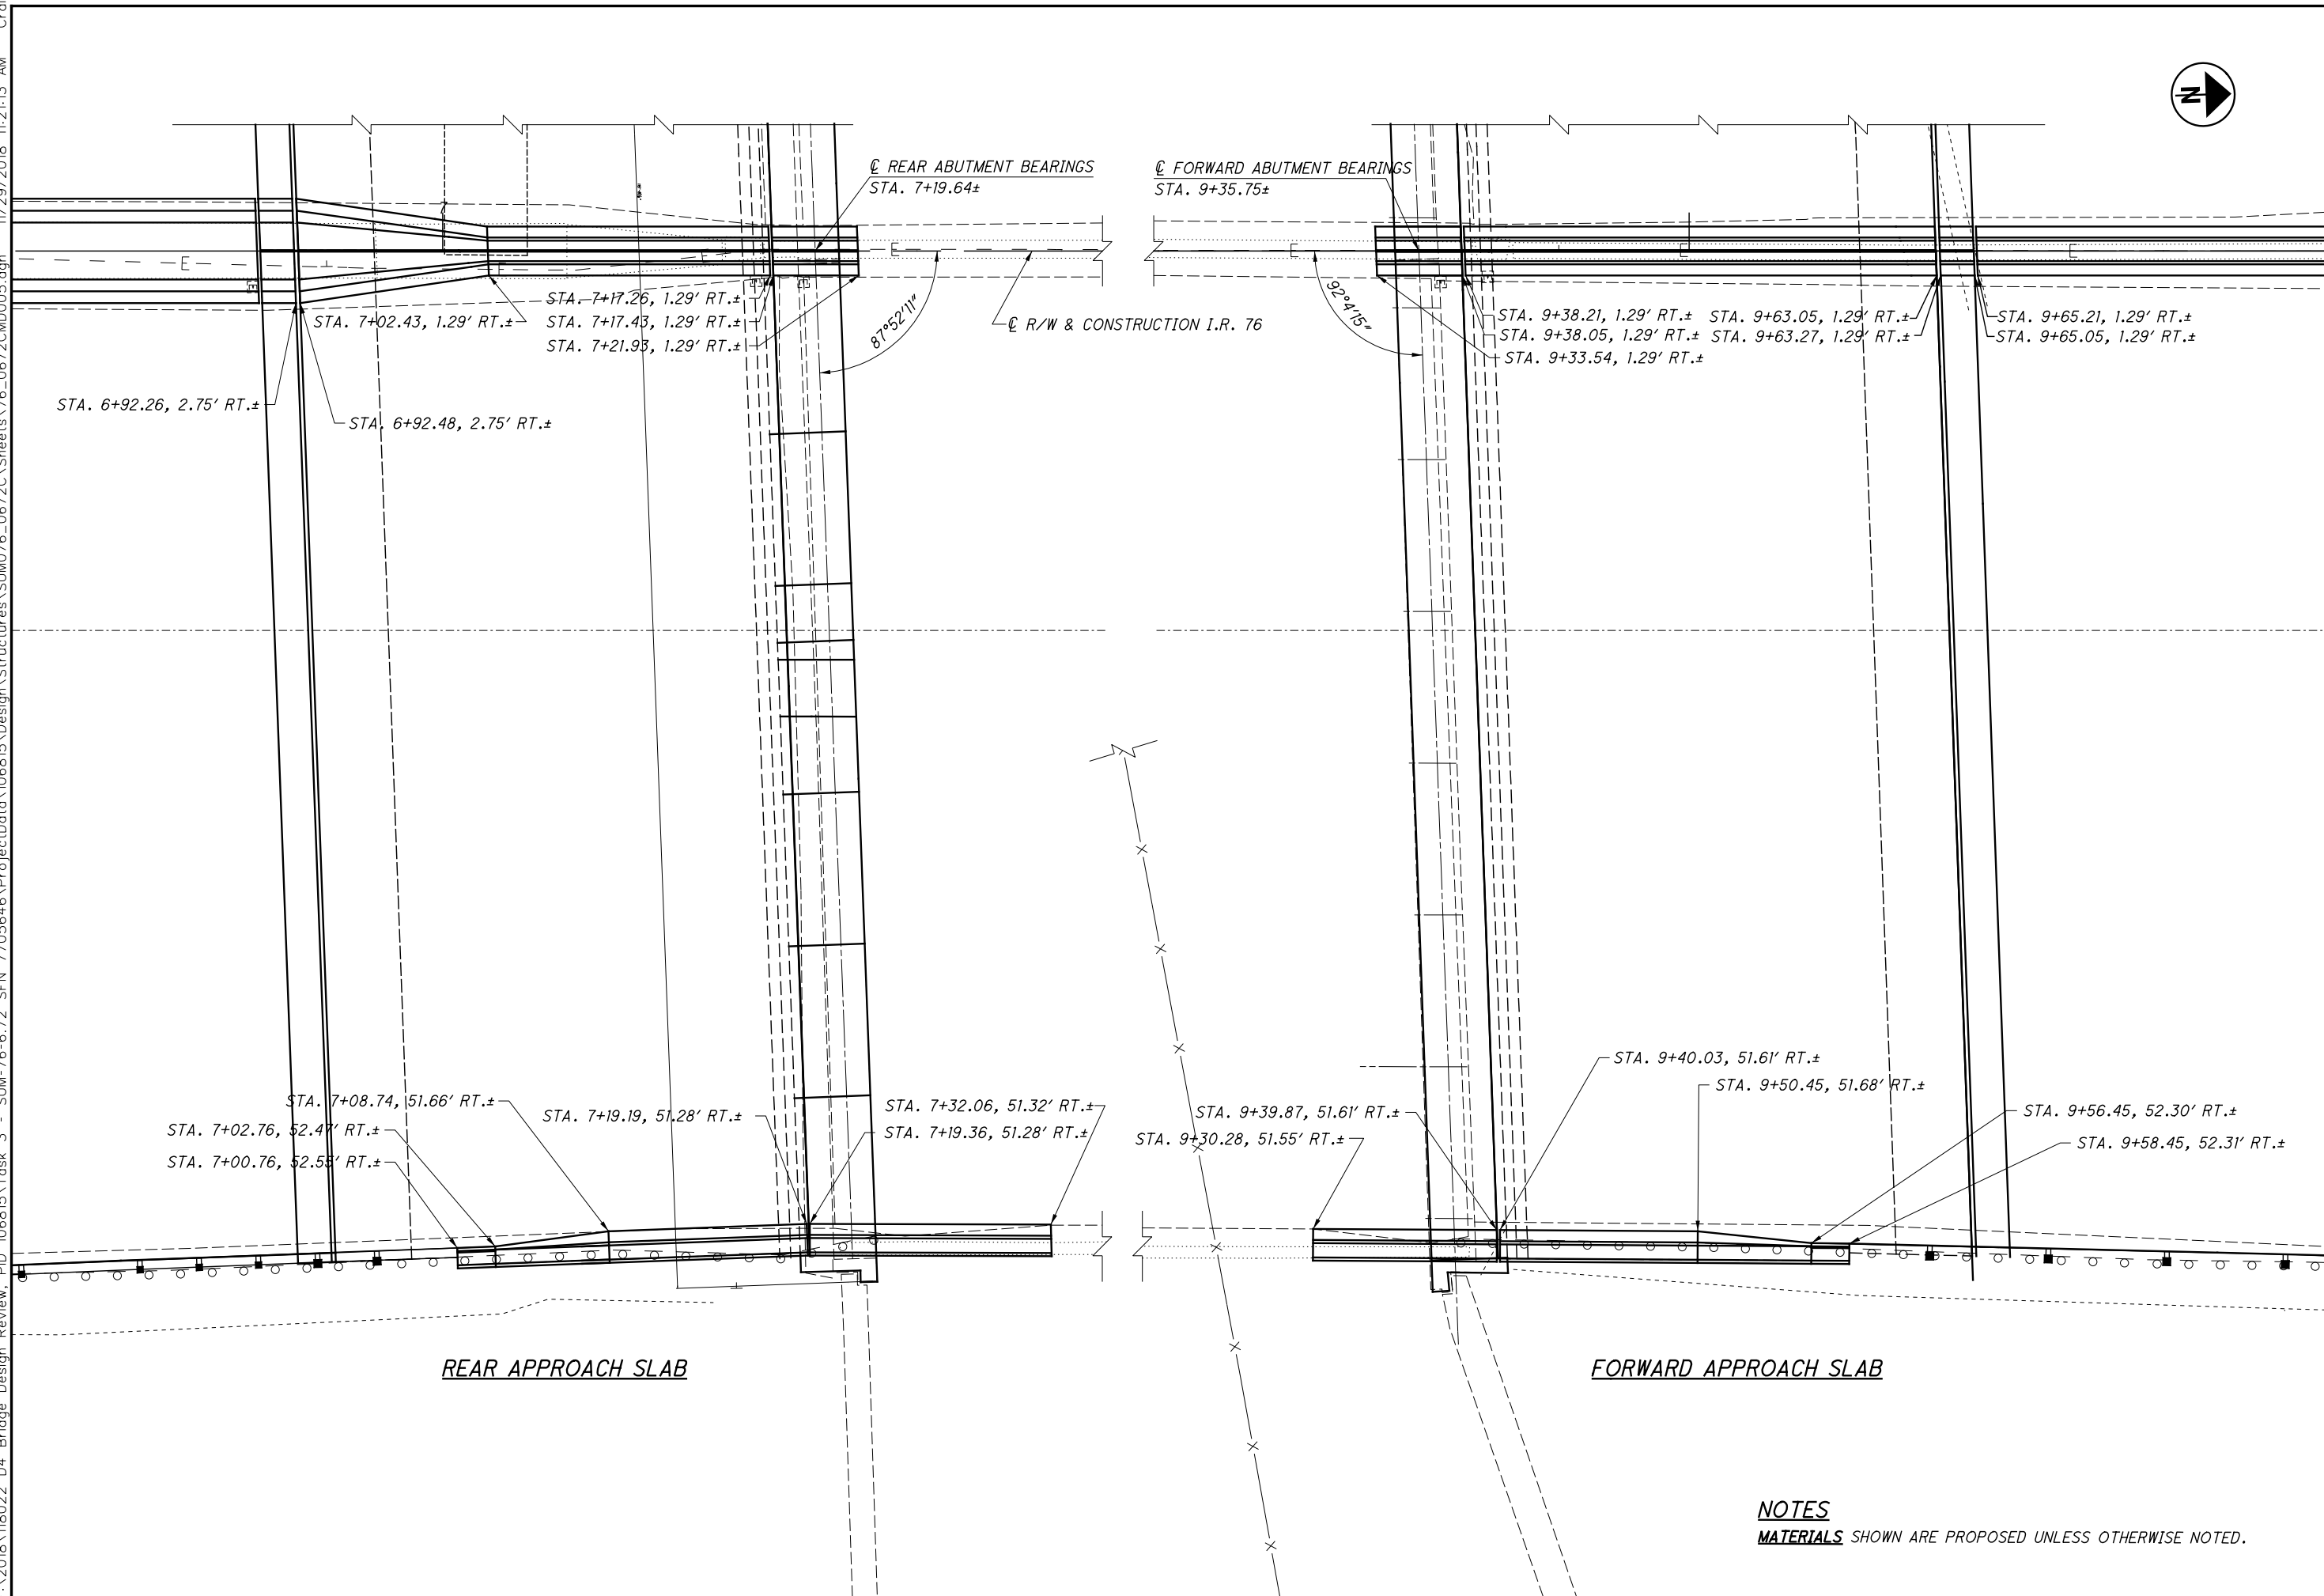 N
℄ REAR ABUTMENT BEARINGS
STA. 7+19.64±
℄ FORWARD ABUTMENT BEARINGS
STA. 9+35.75±
STA. 7+17.26, 1.29' RT.±
STA. 7+02.43, 1.29' RT.±
STA. 7+17.43, 1.29' RT.±
STA. 7+21.93, 1.29' RT.±
87°52'11"
℄ R/W & CONSTRUCTION I.R. 76
92°4'15"
STA. 9+38.21, 1.29' RT.±
STA. 9+63.05, 1.29' RT.±
STA. 9+65.21, 1.29' RT.±
STA. 9+38.05, 1.29' RT.±
STA. 9+63.27, 1.29' RT.±
STA. 9+65.05, 1.29' RT.±
STA. 9+33.54, 1.29' RT.±
STA. 6+92.26, 2.75' RT.±
STA. 6+92.48, 2.75' RT.±
STA. 7+08.74, 51.66' RT.±
STA. 7+02.76, 52.47' RT.±
STA. 7+00.76, 52.55' RT.±
STA. 7+19.19, 51.28' RT.±
STA. 7+32.06, 51.32' RT.±
STA. 7+19.36, 51.28' RT.±
STA. 9+39.87, 51.61' RT.±
STA. 9+30.28, 51.55' RT.±
STA. 9+40.03, 51.61' RT.±
STA. 9+50.45, 51.68' RT.±
STA. 9+56.45, 52.30' RT.±
STA. 9+58.45, 52.31' RT.±
REAR APPROACH SLAB
FORWARD APPROACH SLAB
NOTES
MATERIALS SHOWN ARE PROPOSED UNLESS OTHERWISE NOTED.